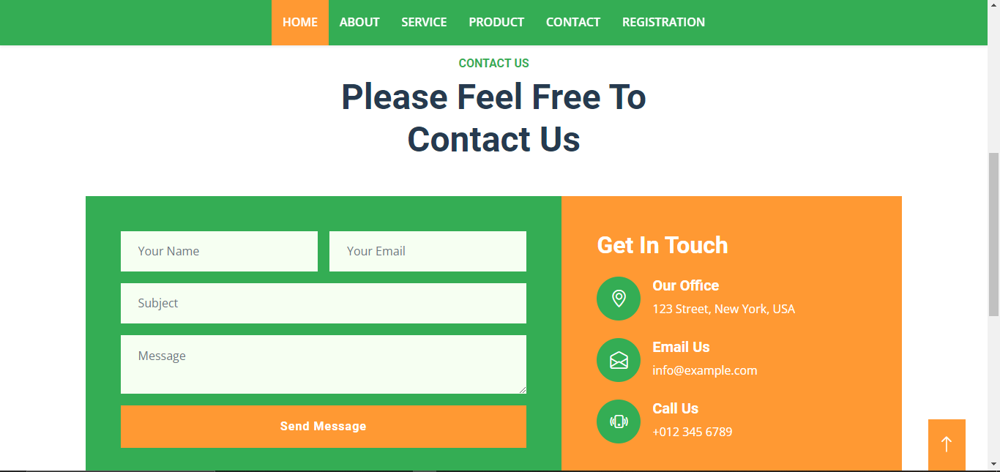 HOME ABOUT SERVICE PRODUCT CONTACT REGISTRATION
CONTACT US
Please Feel Free To
Contact Us
Your Name Your Email
Subject
Message
Send Message
Get In Touch
Our Office
123 Street, New York, USA
Email Us
info@example.com
Call Us
+012 345 6789